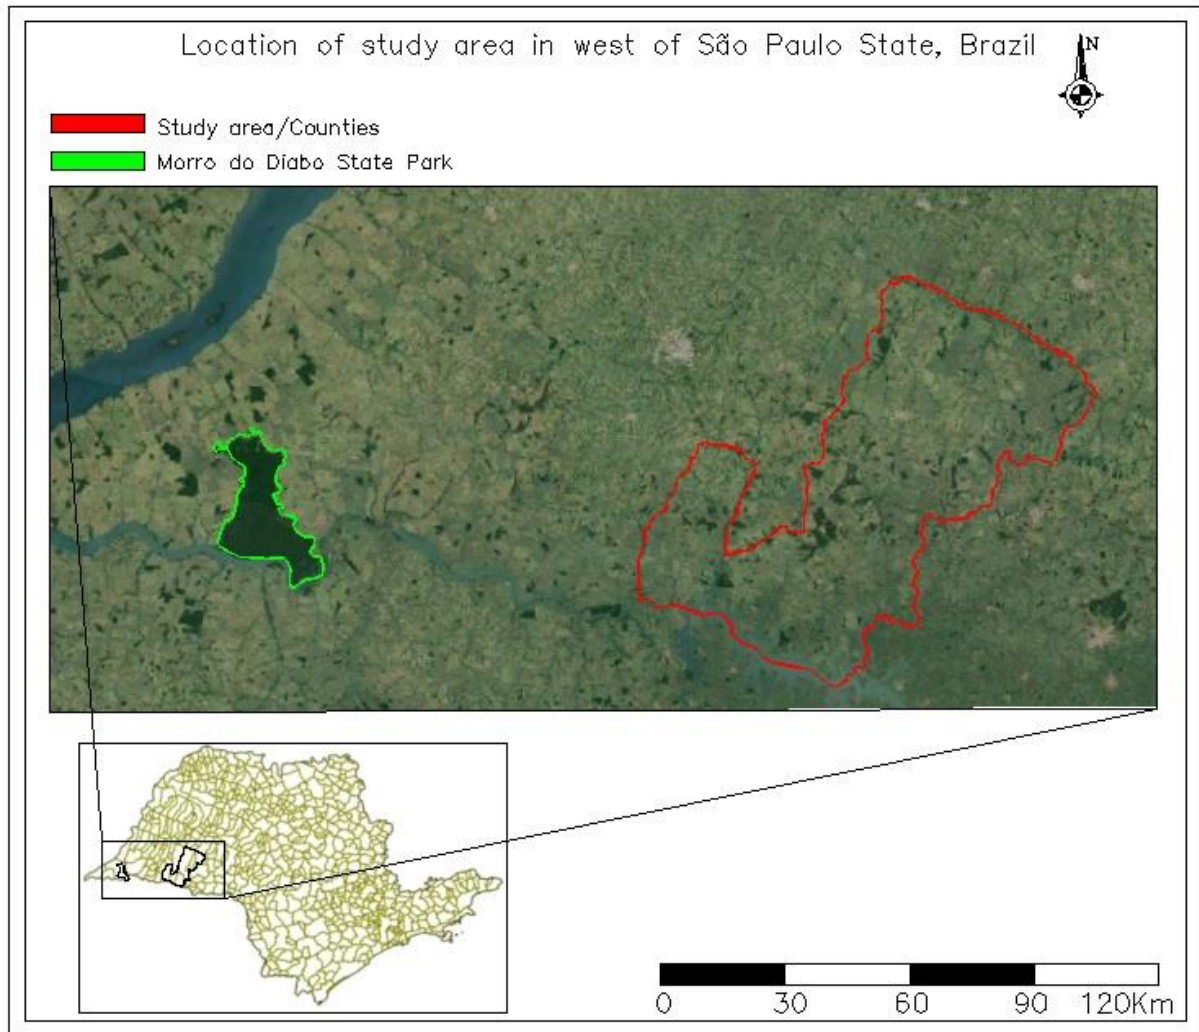 Location of study area in west of São Paulo State, Brazil
N
Study area/Counties
Morro do Diabo State Park
0 30 60 90 120Km